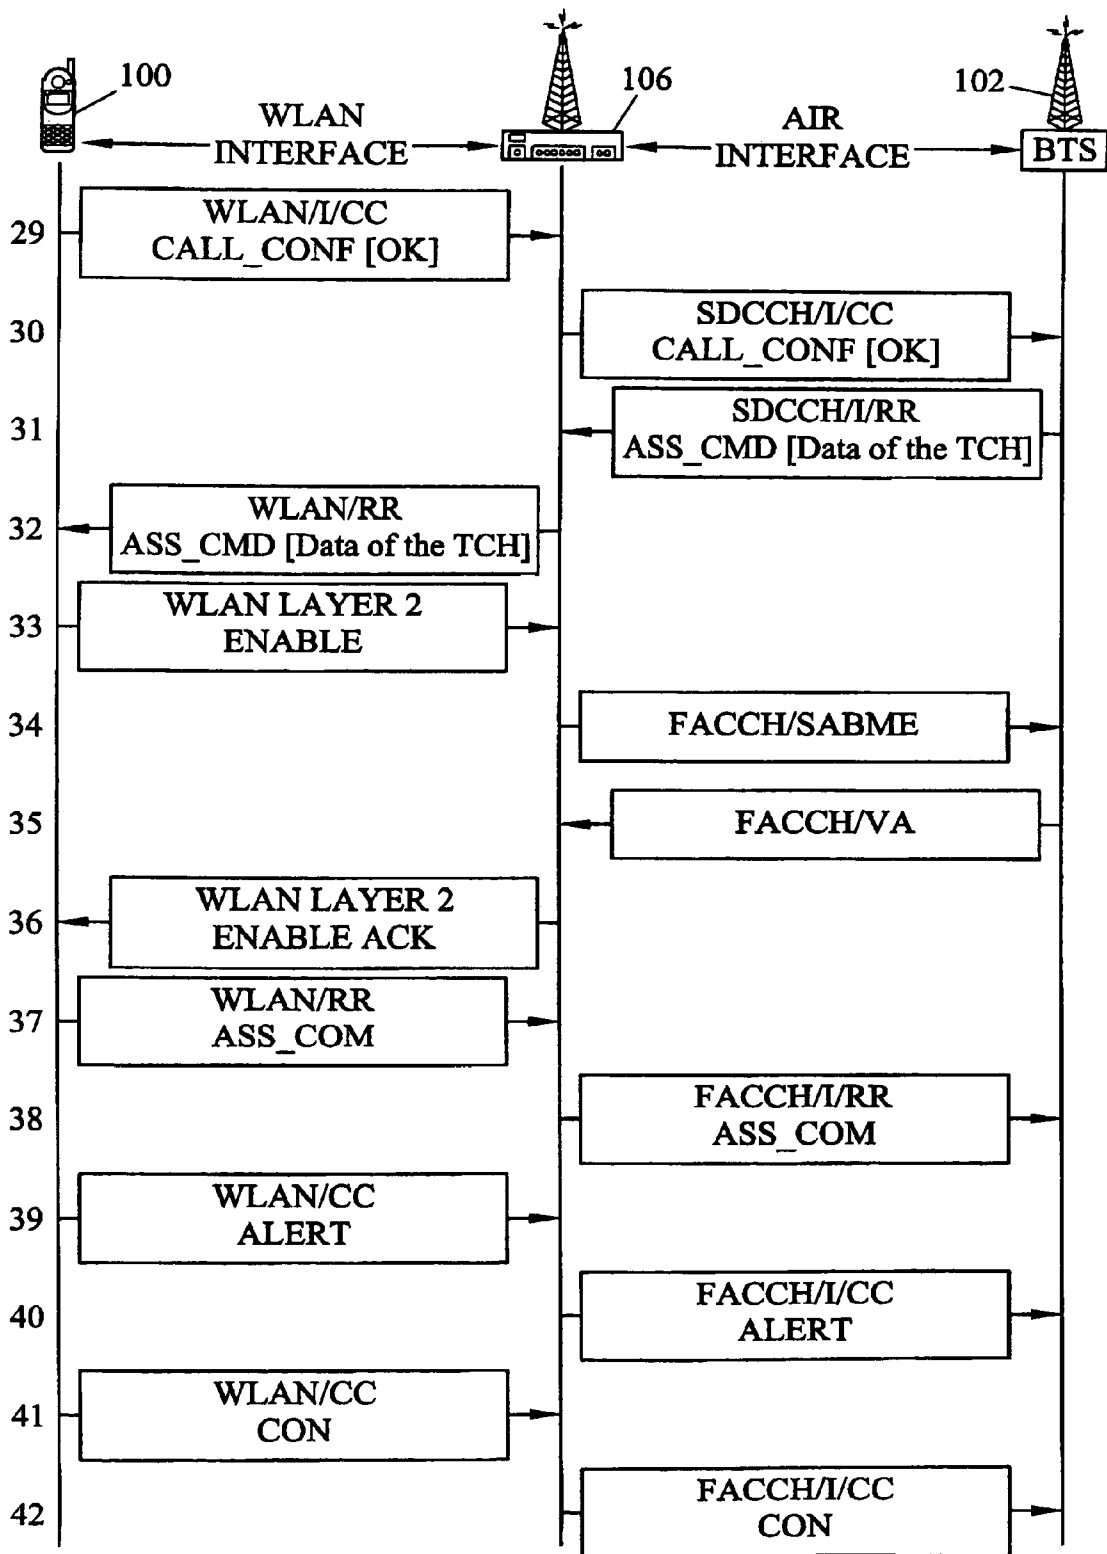 100
WLAN
INTERFACE
106
AIR
INTERFACE
102
BTS
29
WLAN/I/CC
CALL_CONF [OK]
30
SDCCH/I/CC
CALL_CONF [OK]
31
SDCCH/I/RR
ASS_CMD [Data of the TCH]
32
WLAN/RR
ASS_CMD [Data of the TCH]
33
WLAN LAYER 2
ENABLE
34
FACCH/SABME
35
FACCH/VA
36
WLAN LAYER 2
ENABLE ACK
37
WLAN/RR
ASS_COM
38
FACCH/I/RR
ASS_COM
39
WLAN/CC
ALERT
40
FACCH/I/CC
ALERT
41
WLAN/CC
CON
42
FACCH/I/CC
CON